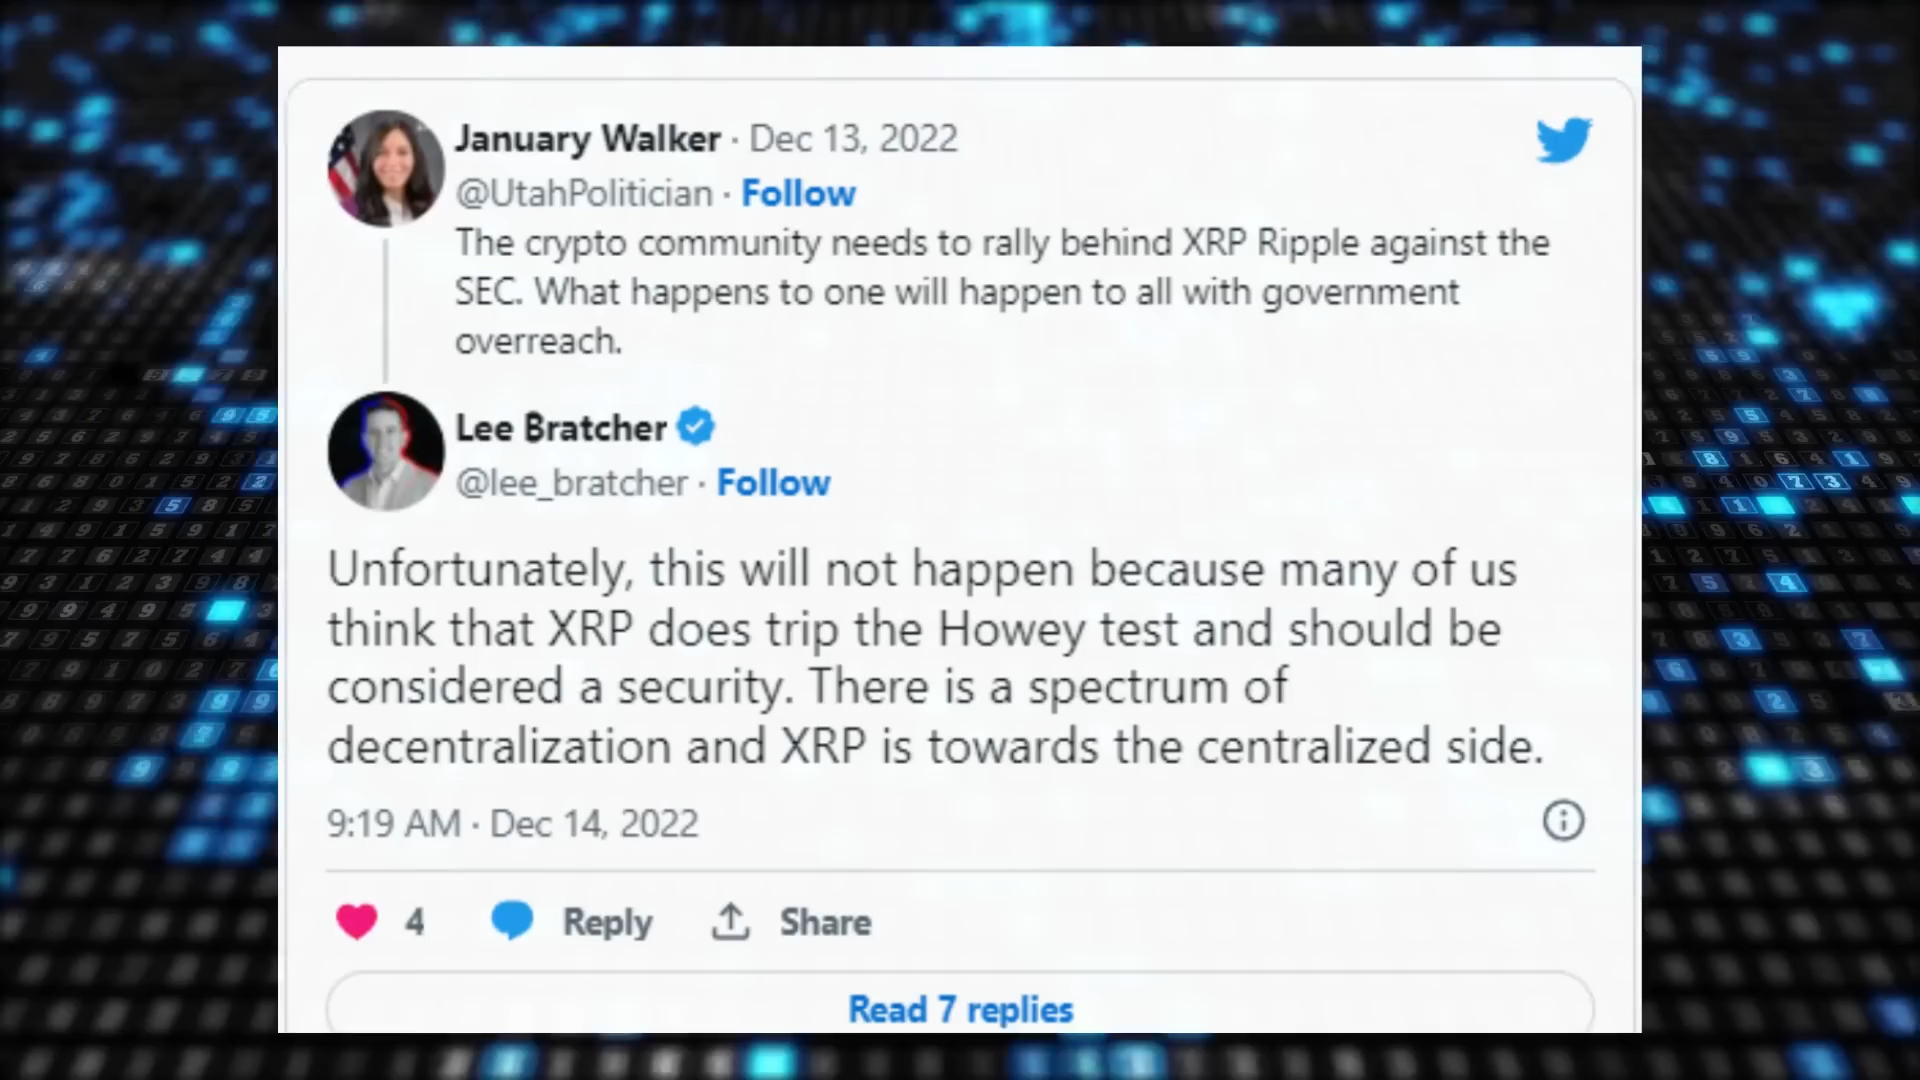 January Walker · Dec 13, 2022
@UtahPolitician · Follow
The crypto community needs to rally behind XRP Ripple against the
SEC. What happens to one will happen to all with government
overreach.
Lee Bratcher
@lee_bratcher · Follow
Unfortunately, this will not happen because many of us
think that XRP does trip the Howey test and should be
considered a security. There is a spectrum of
decentralization and XRP is towards the centralized side.
9:19 AM · Dec 14, 2022
4 Reply Share
Read 7 replies